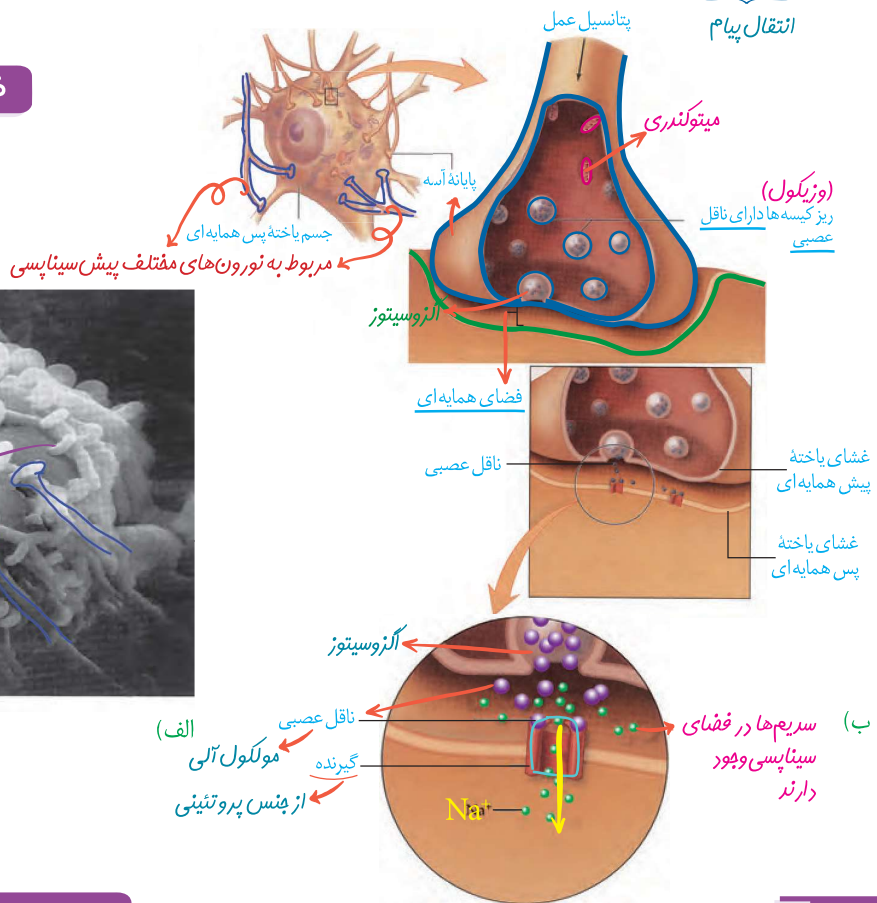 انتقال پیام
پتانسیل عمل
میتوکندری
(وزیکول)
ریز کیسه‌ها دارای ناقل
عصبی
پایانهٔ آسه
جسم یاختهٔ پس همایه‌ای
مربوط به نورون‌های مختلف پیش سیناپسی
اگزوسیتوز
فضای همایه‌ای
ناقل عصبی
غشای یاختهٔ
پیش همایه‌ای
غشای یاختهٔ
پس همایه‌ای
اگزوسیتوز
ناقل عصبی
مولکول آلی
گیرنده
از جنس پروتئینی
Na+
سریم‌ها در فضای
سیناپسی وجود
دارند
الف)
ب)